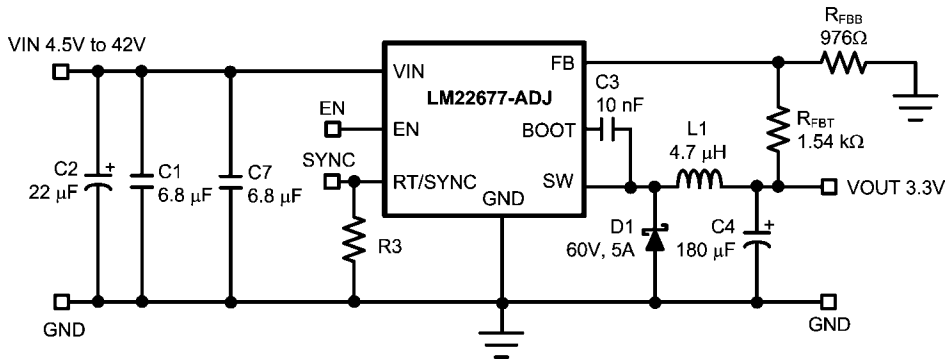 VIN 4.5V to 42V
RFBB
976Ω
VIN
FB
LM22677-ADJ
C3
10 nF
EN
EN
BOOT
RFBT
1.54 kΩ
L1
4.7 μH
SYNC
RT/SYNC
SW
GND
VOUT 3.3V
C2
22 μF
+
C1
6.8 μF
C7
6.8 μF
R3
D1
60V, 5A
C4
180 μF
+
GND
GND